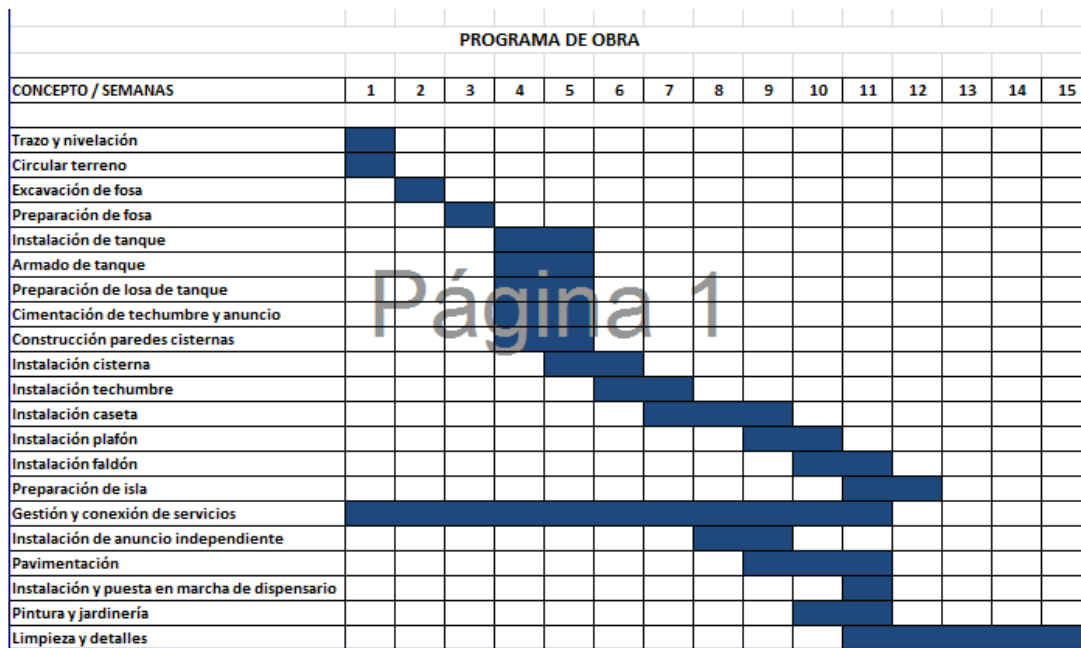 PROGRAMA DE OBRA
CONCEPTO / SEMANAS 1 2 3 4 5 6 7 8 9 10 11 12 13 14 15
Trazo y nivelación
Circular terreno
Excavación de fosa
Preparación de fosa
Instalación de tanque
Armado de tanque
Preparación de losa de tanque
Cimentación de techumbre y anuncio
Construcción paredes cisternas
Página 1
Instalación cisterna
Instalación techumbre
Instalación caseta
Instalación plafón
Instalación faldón
Preparación de isla
Gestión y conexión de servicios
Instalación de anuncio independiente
Pavimentación
Instalación y puesta en marcha de dispensario
Pintura y jardinería
Limpieza y detalles